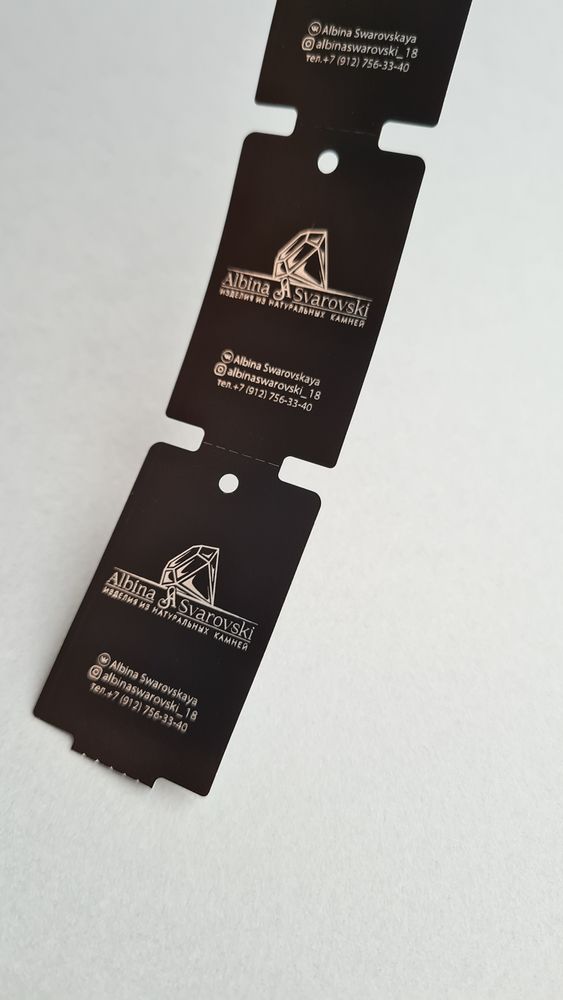 Albina Swarovskaya
albinaswarovski_18
тел.+7 (912) 756-33-40
Albina A Svarovski
ИЗДЕЛИЯ ИЗ НАТУРАЛЬНЫХ КАМНЕЙ
Albina Swarovskaya
albinaswarovski_18
тел.+7 (912) 756-33-40
Albina A Svarovski
ИЗДЕЛИЯ ИЗ НАТУРАЛЬНЫХ КАМНЕЙ
Albina Swarovskaya
albinaswarovski_18
тел.+7 (912) 756-33-40